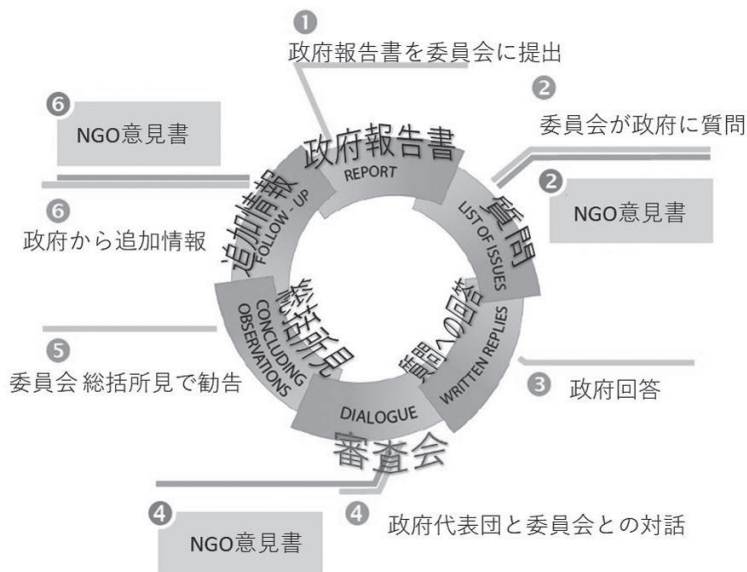 ❶
政府報告書を委員会に提出
❷
委員会が政府に質問
❷
NGO意見書
❸
政府回答
❹
政府代表団と委員会との対話
❹
NGO意見書
❺
委員会 総括所見で勧告
❻
政府から追加情報
❻
NGO意見書
政府報告書
REPORT
質問
LIST OF ISSUES
質問への回答
WRITTEN REPLIES
DIALOGUE
審査会
総括所見
CONCLUDING
OBSERVATIONS
追加情報
FOLLOW - UP